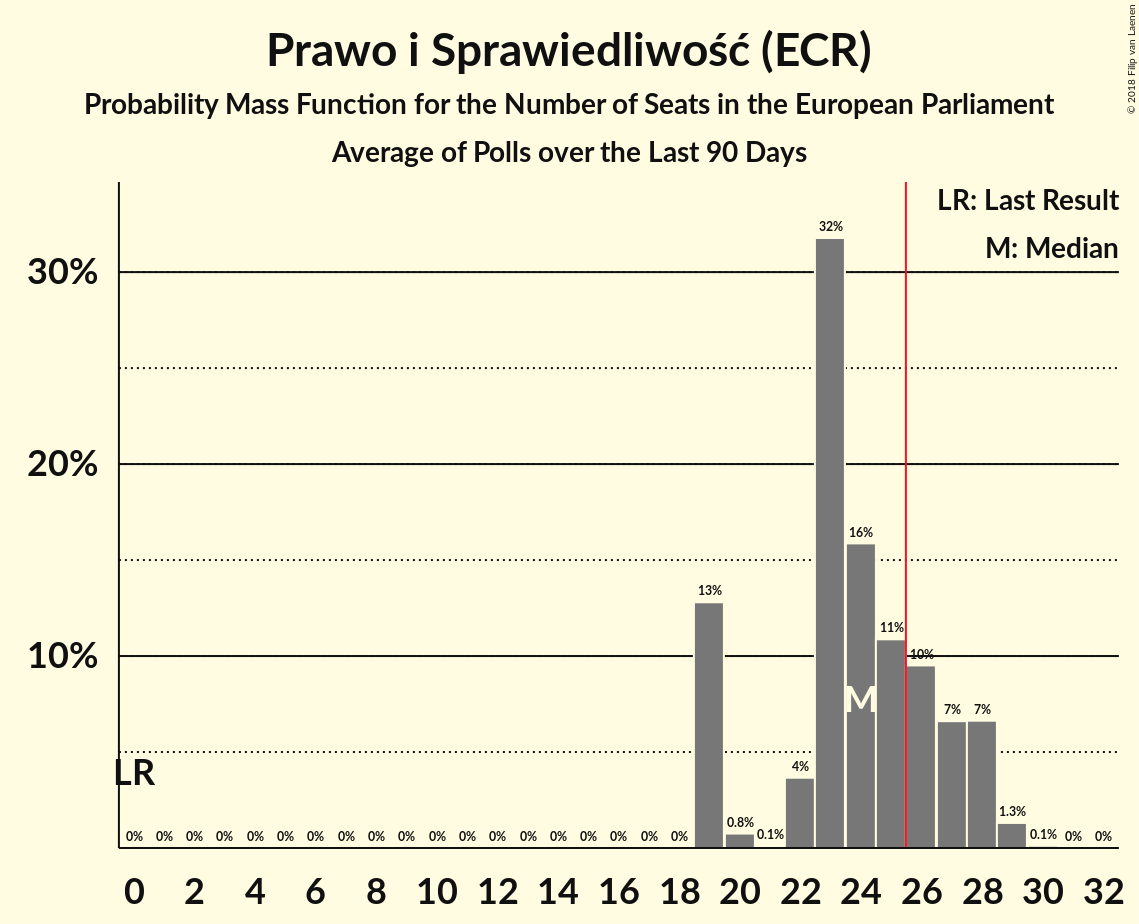 Prawo i Sprawiedliwość (ECR)
Probability Mass Function for the Number of Seats in the European Parliament
Average of Polls over the Last 90 Days
© 2018 Filip van Laenen
LR: Last Result
M: Median
30%
20%
10%
32%
16%
13%
11%
10%
7% 7%
4%
1.3%
0.8% 0.1% 0.1%
M
LR
0% 0% 0% 0% 0% 0% 0% 0% 0% 0% 0% 0% 0% 0% 0% 0% 0% 0% 0% 0% 0%
0 2 4 6 8 10 12 14 16 18 20 22 24 26 28 30 32